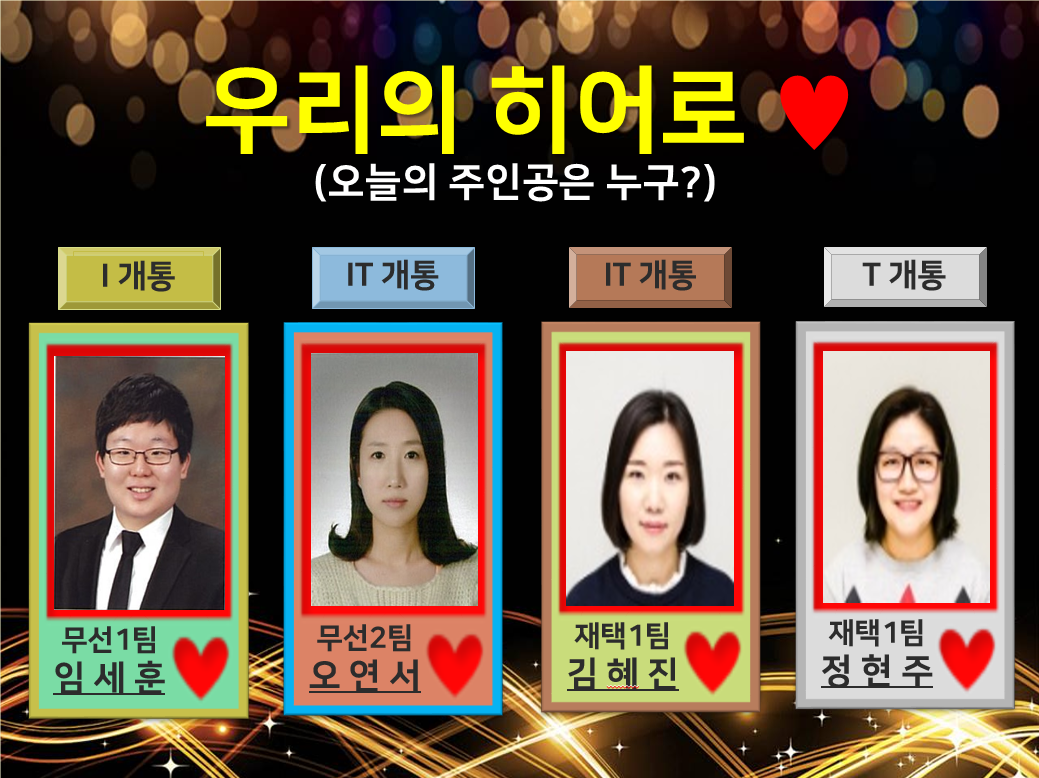 우리의 히어로
(오늘의 주인공은 누구?)
I 개통
IT 개통
IT 개통
T 개통
무선1팀
임 세 훈
무선2팀
오 연 서
재택1팀
김 혜 진
재택1팀
정 현 주